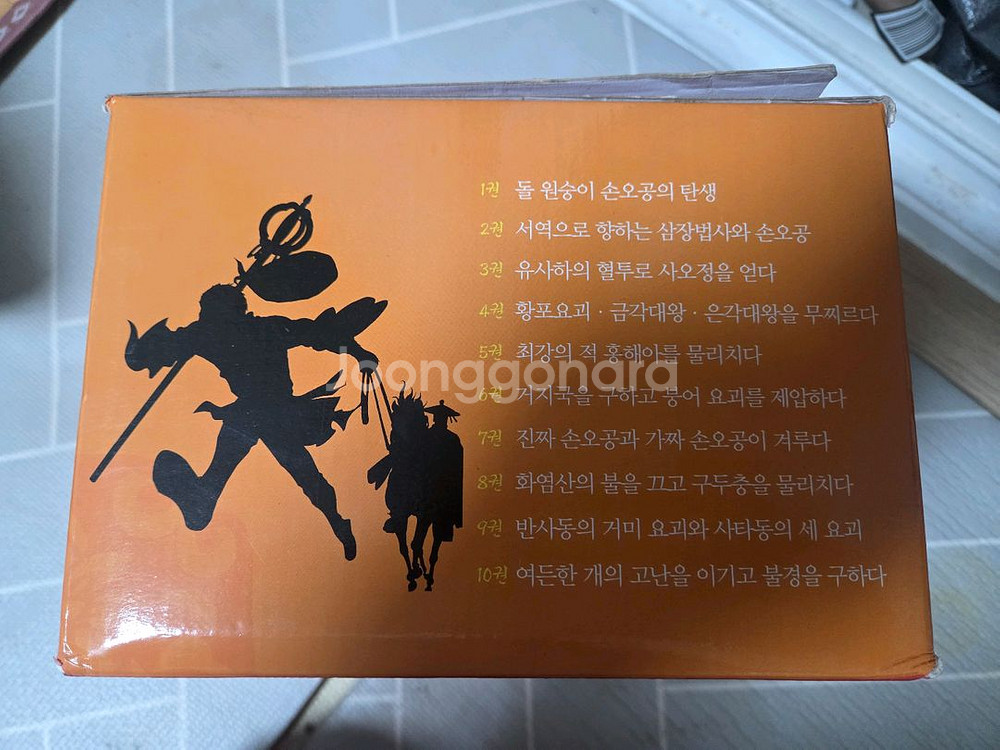 1권 돌 원숭이 손오공의 탄생
2권 서역으로 향하는 삼장법사와 손오공
3권 유사하의 혈투로 사오정을 얻다
4권 황포요괴·금각대왕·은각대왕을 무찌르다
5권 최강의 적 홍해아를 물리치다
Joonggonara
6권 거지국을 구하고 붕어 요괴를 제압하다
7권 진짜 손오공과 가짜 손오공이 겨루다
8권 화염산의 불을 끄고 구두충을 물리치다
9권 반사동의 거미 요괴와 사타동의 세 요괴
10권 여든한 개의 고난을 이기고 불경을 구하다